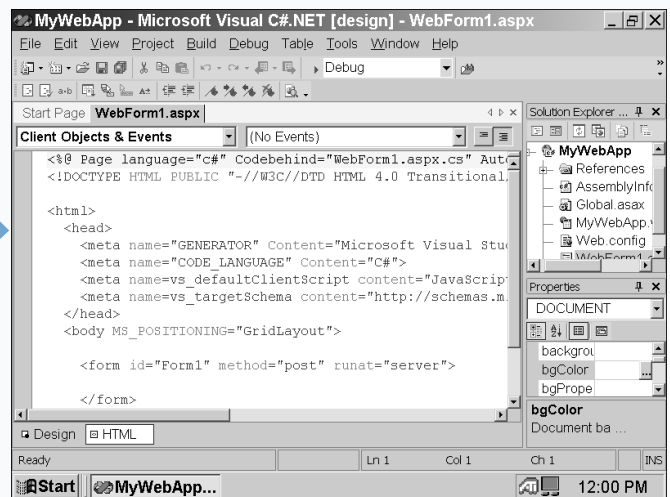 MyWebApp - Microsoft Visual C#.NET [design] - WebForm1.aspx
File Edit View Project Build Debug Table Tools Window Help
Debug
Start Page WebForm1.aspx
Client Objects & Events (No Events)
<%@ Page language="c#" Codebehind="WebForm1.aspx.cs" Auto
<!DOCTYPE HTML PUBLIC "-//W3C//DTD HTML 4.0 Transitional/
<html>
<head>
<meta name="GENERATOR" Content="Microsoft Visual Stu
<meta name="CODE_LANGUAGE" Content="C#">
<meta name=vs_defaultClientScript content="JavaScrip
<meta name=vs_targetSchema content="http://schemas.m
</head>
<body MS_POSITIONING="GridLayout">
<form id="Form1" method="post" runat="server">
</form>
Design HTML
Solution Explorer ...
MyWebApp
References
AssemblyInfo
Global.asax
MyWebApp.
Web.config
WebForm1.a
Properties
DOCUMENT
backgrou
bgColor ...
bgPrope
bgColor
Document ba ...
Ready Ln 1 Col 1 Ch 1 INS
Start MyWebApp... 12:00 PM